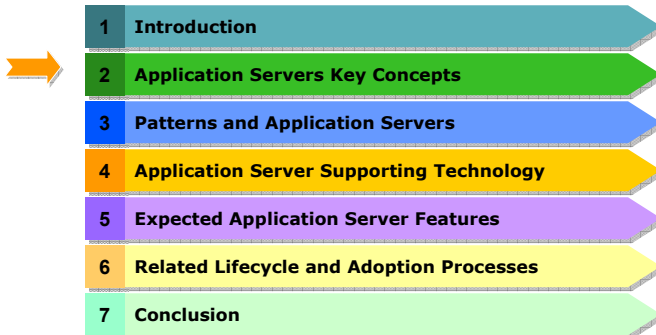 1 Introduction
2 Application Servers Key Concepts
3 Patterns and Application Servers
4 Application Server Supporting Technology
5 Expected Application Server Features
6 Related Lifecycle and Adoption Processes
7 Conclusion